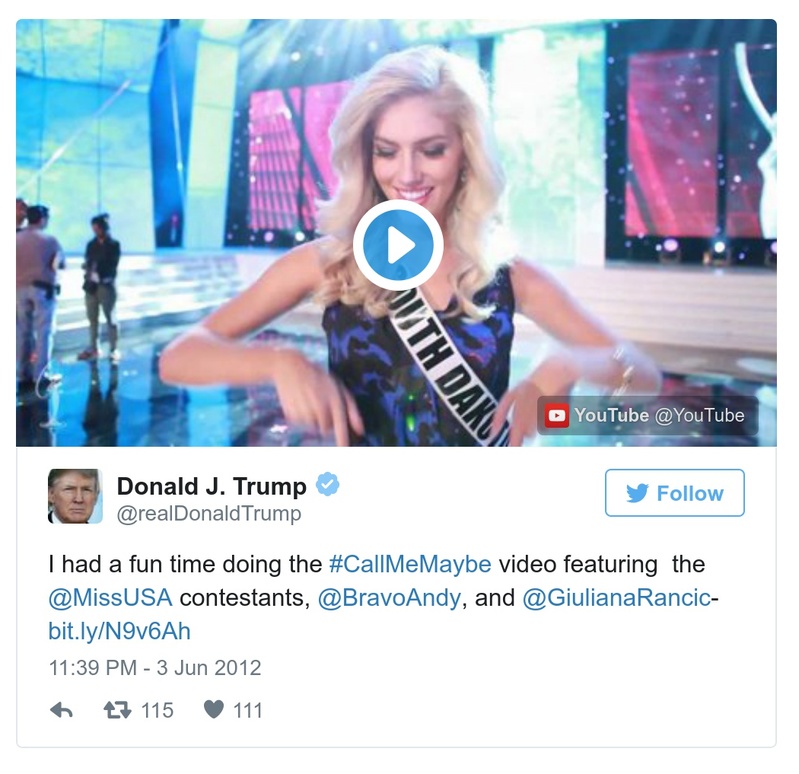 OUTH DAKO
YouTube @YouTube
Donald J. Trump
@realDonaldTrump
Follow
I had a fun time doing the #CallMeMaybe video featuring  the
@MissUSA contestants, @BravoAndy, and @GiulianaRancic-
bit.ly/N9v6Ah
11:39 PM - 3 Jun 2012
115 111